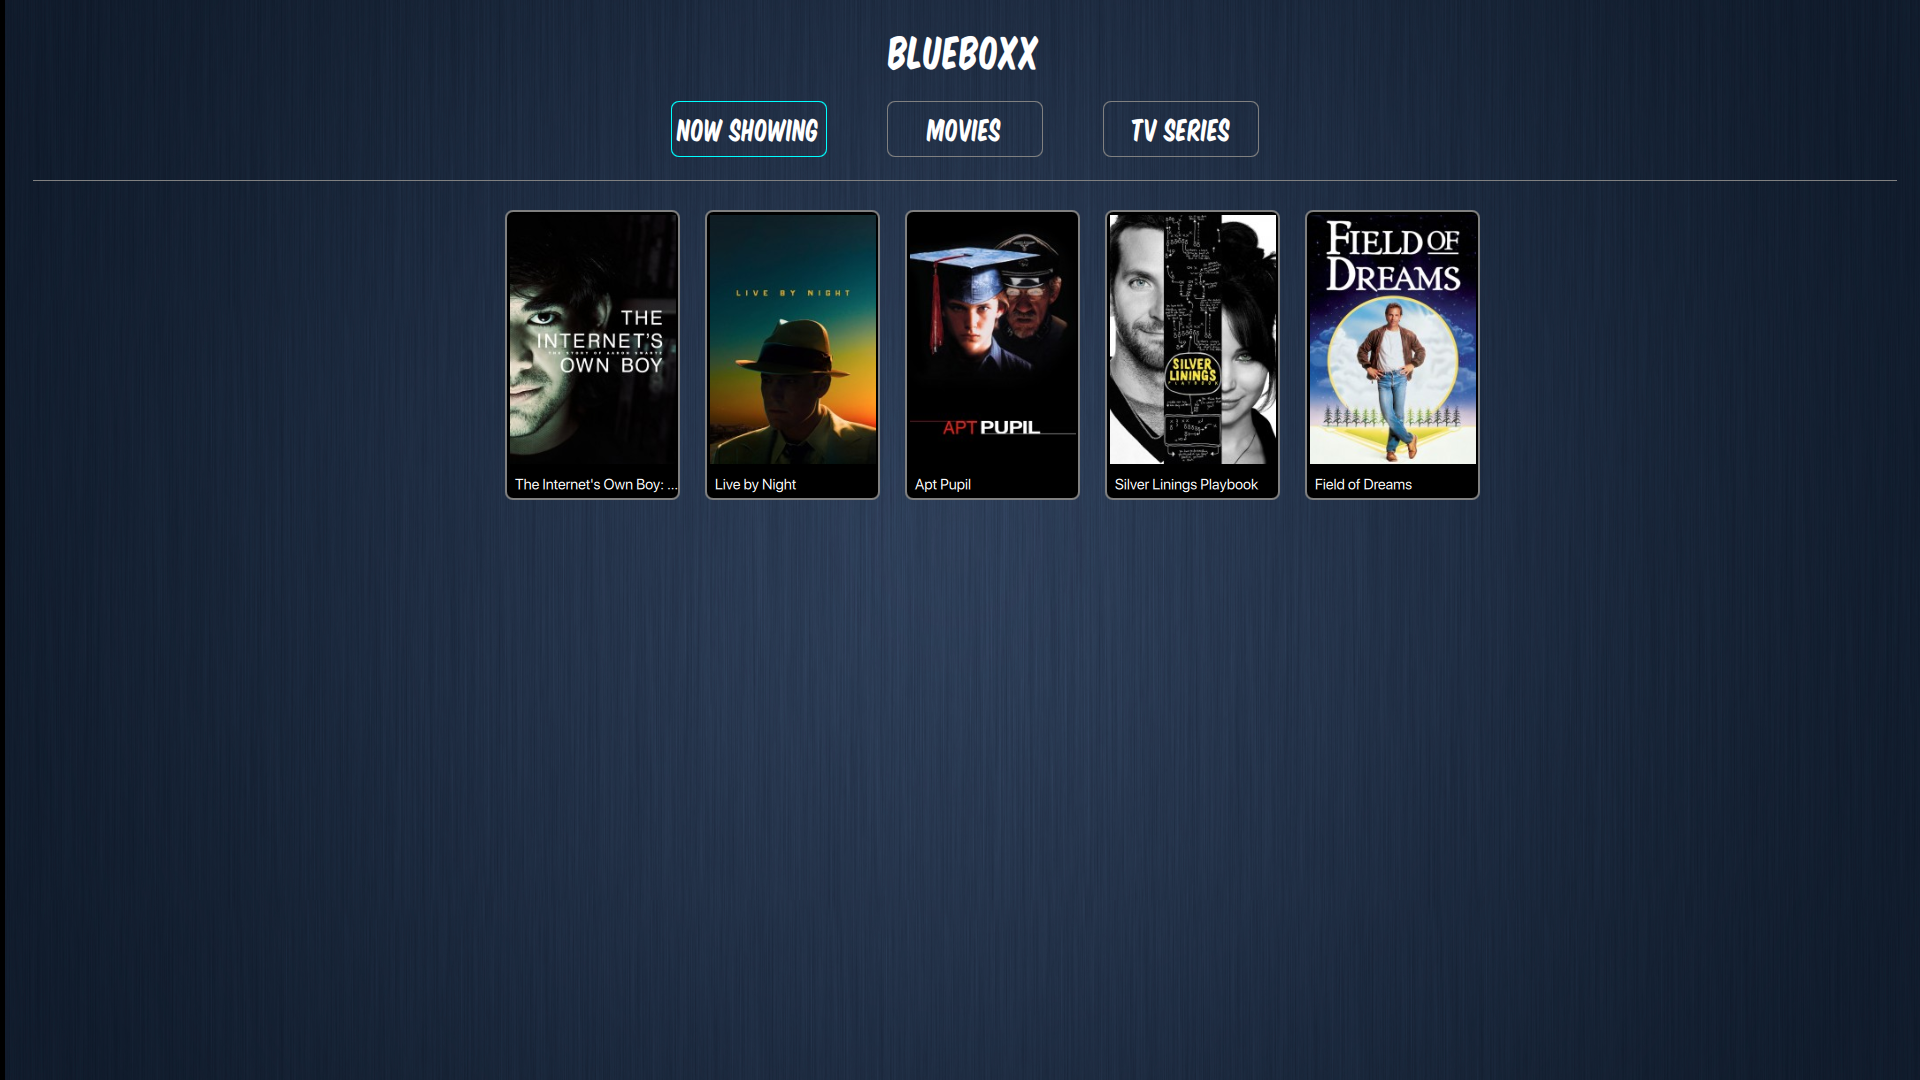 BLUEBOXX
NOW SHOWING
MOVIES
TV SERIES
THE
INTERNET'S
THE STORY OF AARON SWARTZ
OWN BOY
The Internet's Own Boy: ...
LIVE BY NIGHT
Live by Night
APT PUPIL
Apt Pupil
SILVER
LININGS
PLAYBOOK
Silver Linings Playbook
FIELD OF
DREAMS
Field of Dreams